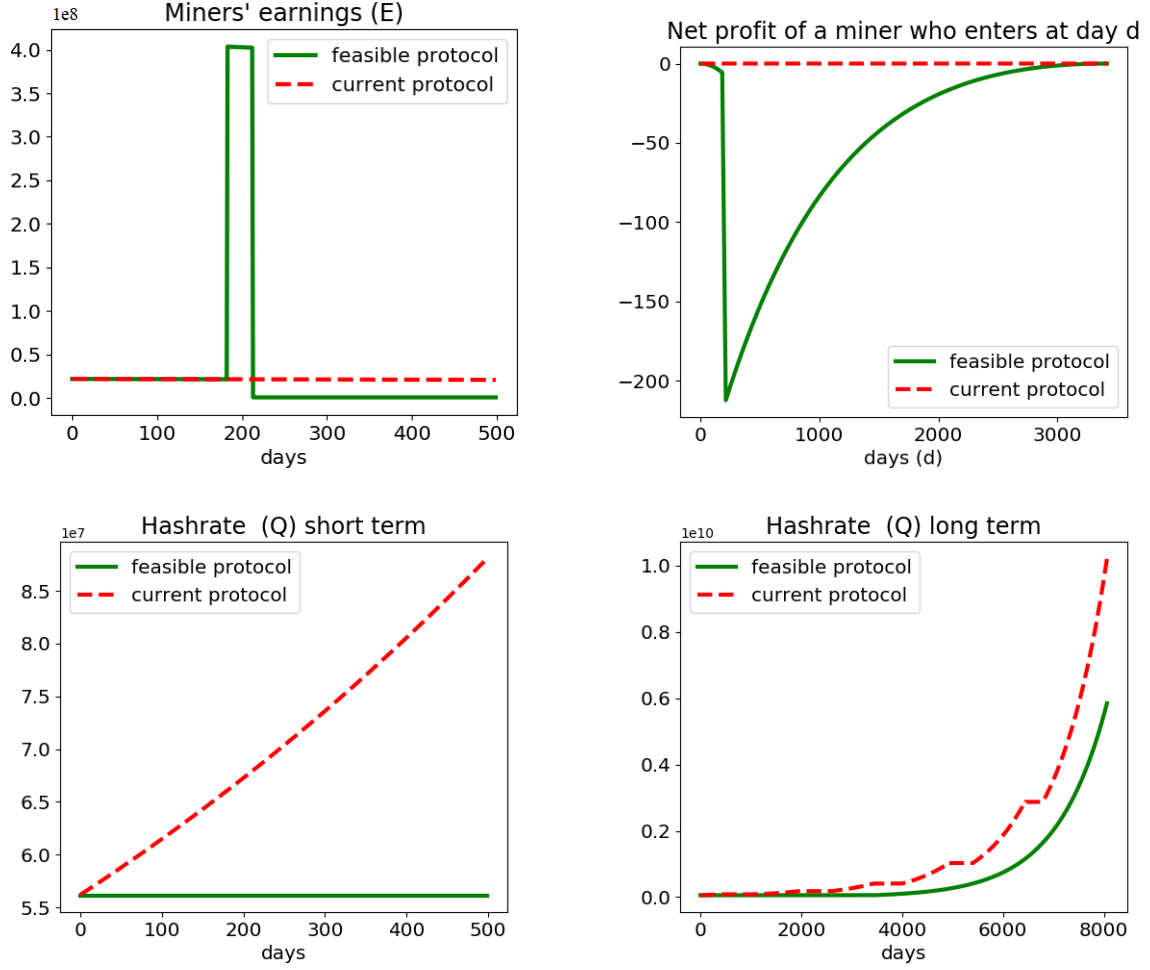 Miners' earnings (E)
1e8
feasible protocol
current protocol
4.0
3.5
3.0
2.5
2.0
1.5
1.0
0.5
0.0
0 100 200 300 400 500
days
Net profit of a miner who enters at day d
0
−50
−100
−150
−200
feasible protocol
current protocol
0 1000 2000 3000
days (d)
Hashrate (Q) short term
1e7
feasible protocol
current protocol
8.5
8.0
7.5
7.0
6.5
6.0
5.5
0 100 200 300 400 500
days
Hashrate (Q) long term
1e10
feasible protocol
current protocol
1.0
0.8
0.6
0.4
0.2
0.0
0 2000 4000 6000 8000
days